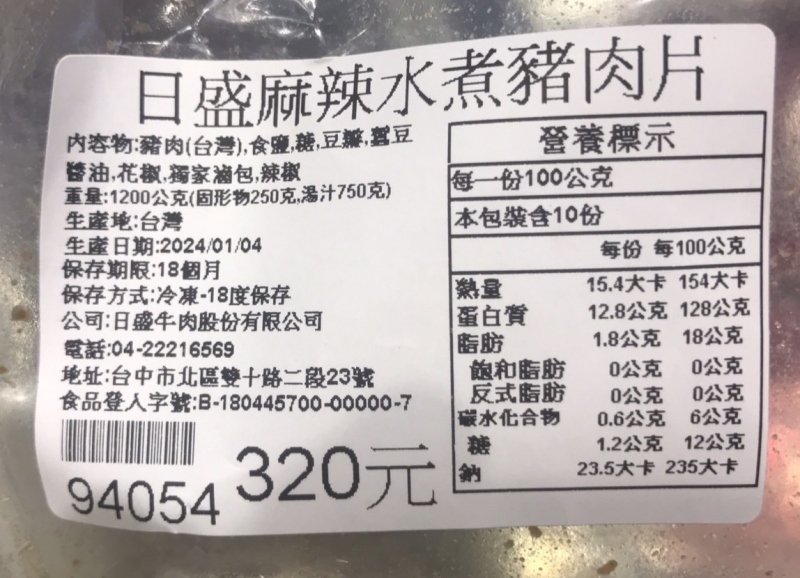 日盛麻辣水煮豬肉片
內容物:豬肉(台灣),食鹽,糖,豆瓣,蠶豆
醬油,花椒,獨家滷包,辣椒
重量:1200公克(固形物250克,湯汁750克)
生產地:台灣
生產日期:2024/01/04
保存期限:18個月
保存方式:冷凍-18度保存
公司:日盛牛肉股份有限公司
電話:04-22216569
地址:台中市北區雙十路二段23號
食品登入字號:B-180445700-00000-7
94054
320元
營養標示
每一份100公克
本包裝含10份
每份 每100公克
熱量 15.4大卡 154大卡
蛋白質 12.8公克 128公克
脂肪 1.8公克 18公克
飽和脂肪 0公克 0公克
反式脂肪 0公克 0公克
碳水化合物 0.6公克 6公克
糖 1.2公克 12公克
鈉 23.5大卡 235大卡